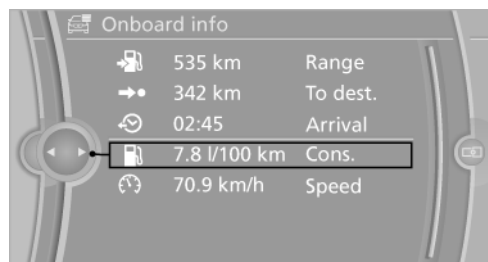 Onboard info
535 km Range
342 km To dest.
02:45 Arrival
7.8 l/100 km Cons.
70.9 km/h Speed